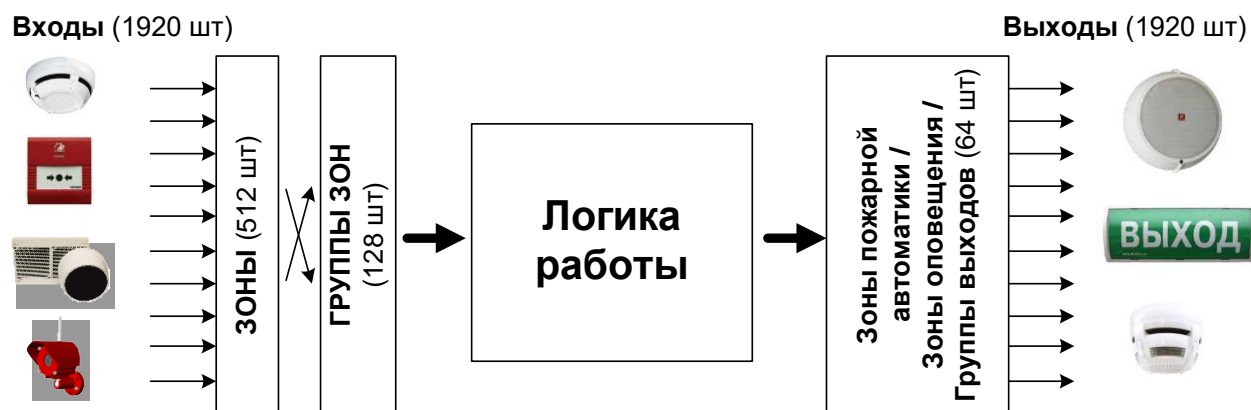 Входы (1920 шт)
Выходы (1920 шт)
ЗОНЫ (512 шт)
ГРУППЫ ЗОН
(128 шт)
Логика
работы
Зоны пожарной
автоматики /
Зоны оповещения /
Группы выходов (64 шт)
ВЫХОД